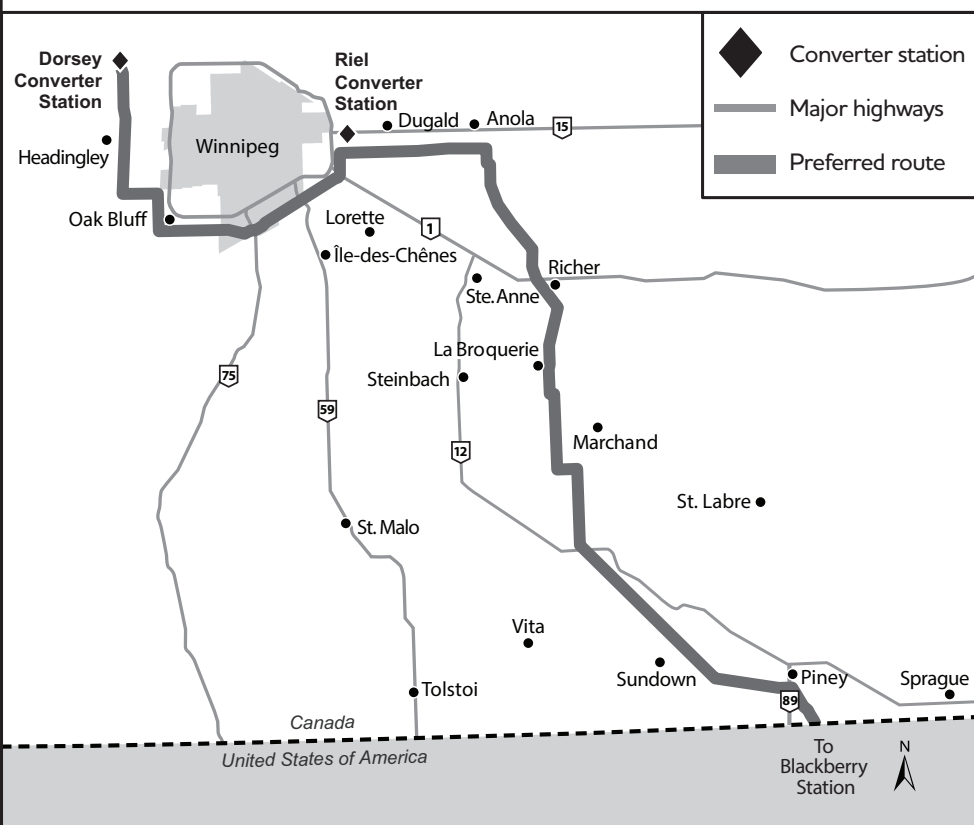 Dorsey
Converter
Station
Riel
Converter
Station
Converter station
Major highways
Preferred route
Dugald
Anola
15
Headingley
Winnipeg
Oak Bluff
Lorette
1
Île-des-Chênes
Richer
Ste. Anne
La Broquerie
75
Steinbach
59
12
Marchand
St. Labre
St. Malo
Vita
Sundown
Piney
Sprague
Tolstoi
89
Canada
United States of America
To
Blackberry
Station
N